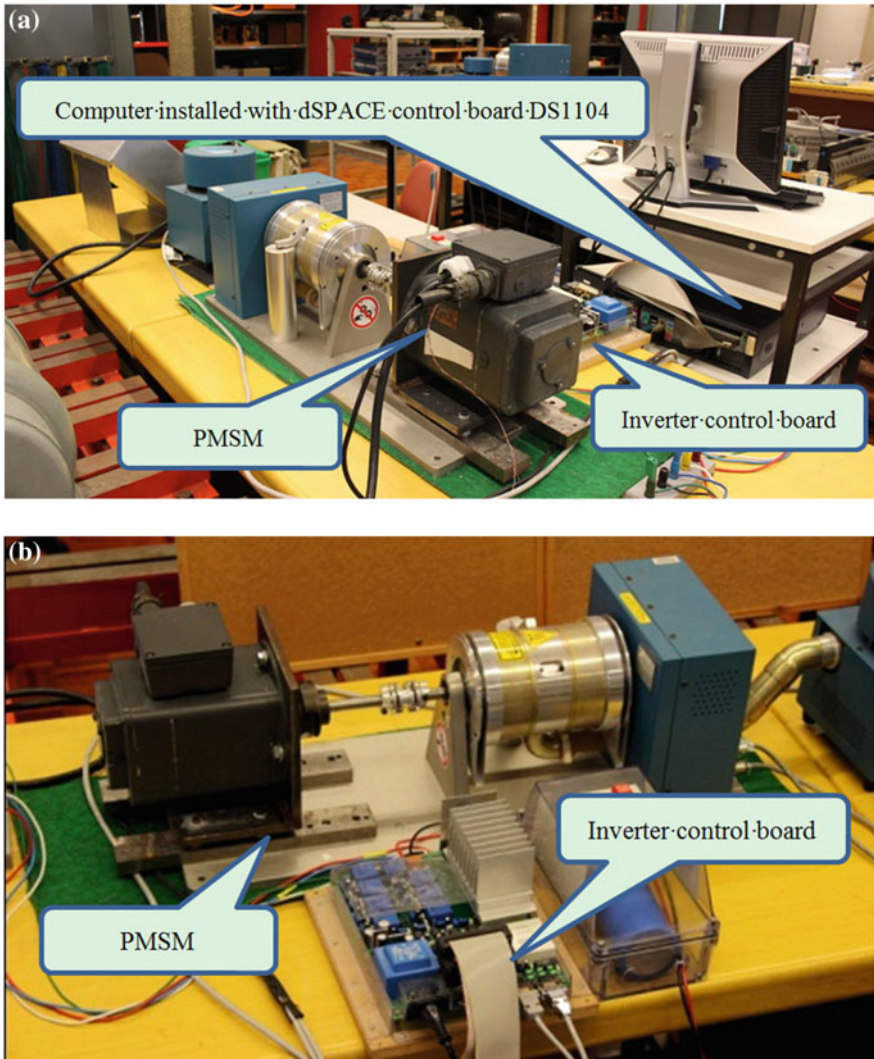 (a)
Computer·installed·with·dSPACE·control·board·DS1104
PMSM
Inverter·control·board
(b)
Inverter·control·board
PMSM